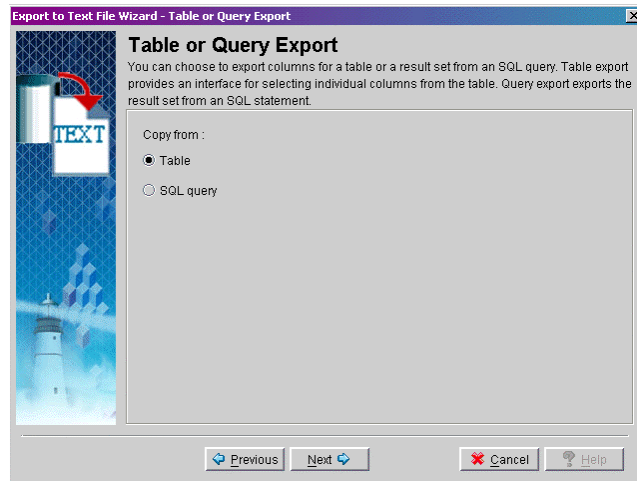 Export to Text File Wizard - Table or Query Export
Table or Query Export
You can choose to export columns for a table or a result set from an SQL query. Table export
provides an interface for selecting individual columns from the table. Query export exports the
result set from an SQL statement.
TEXT
Copy from :
Table
SQL query
Previous
Next
Cancel
Help